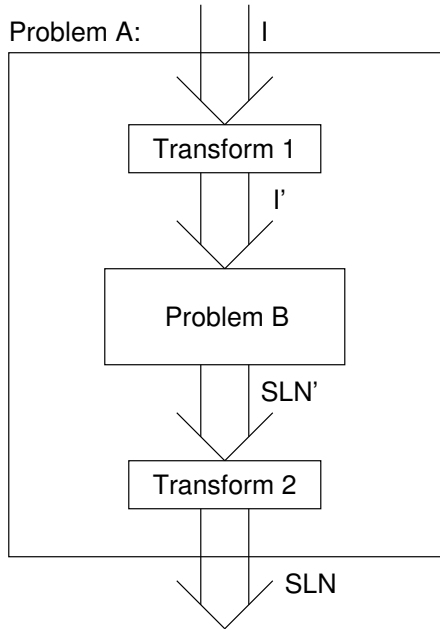 Problem A:
I
Transform 1
I’
Problem B
SLN’
Transform 2
SLN